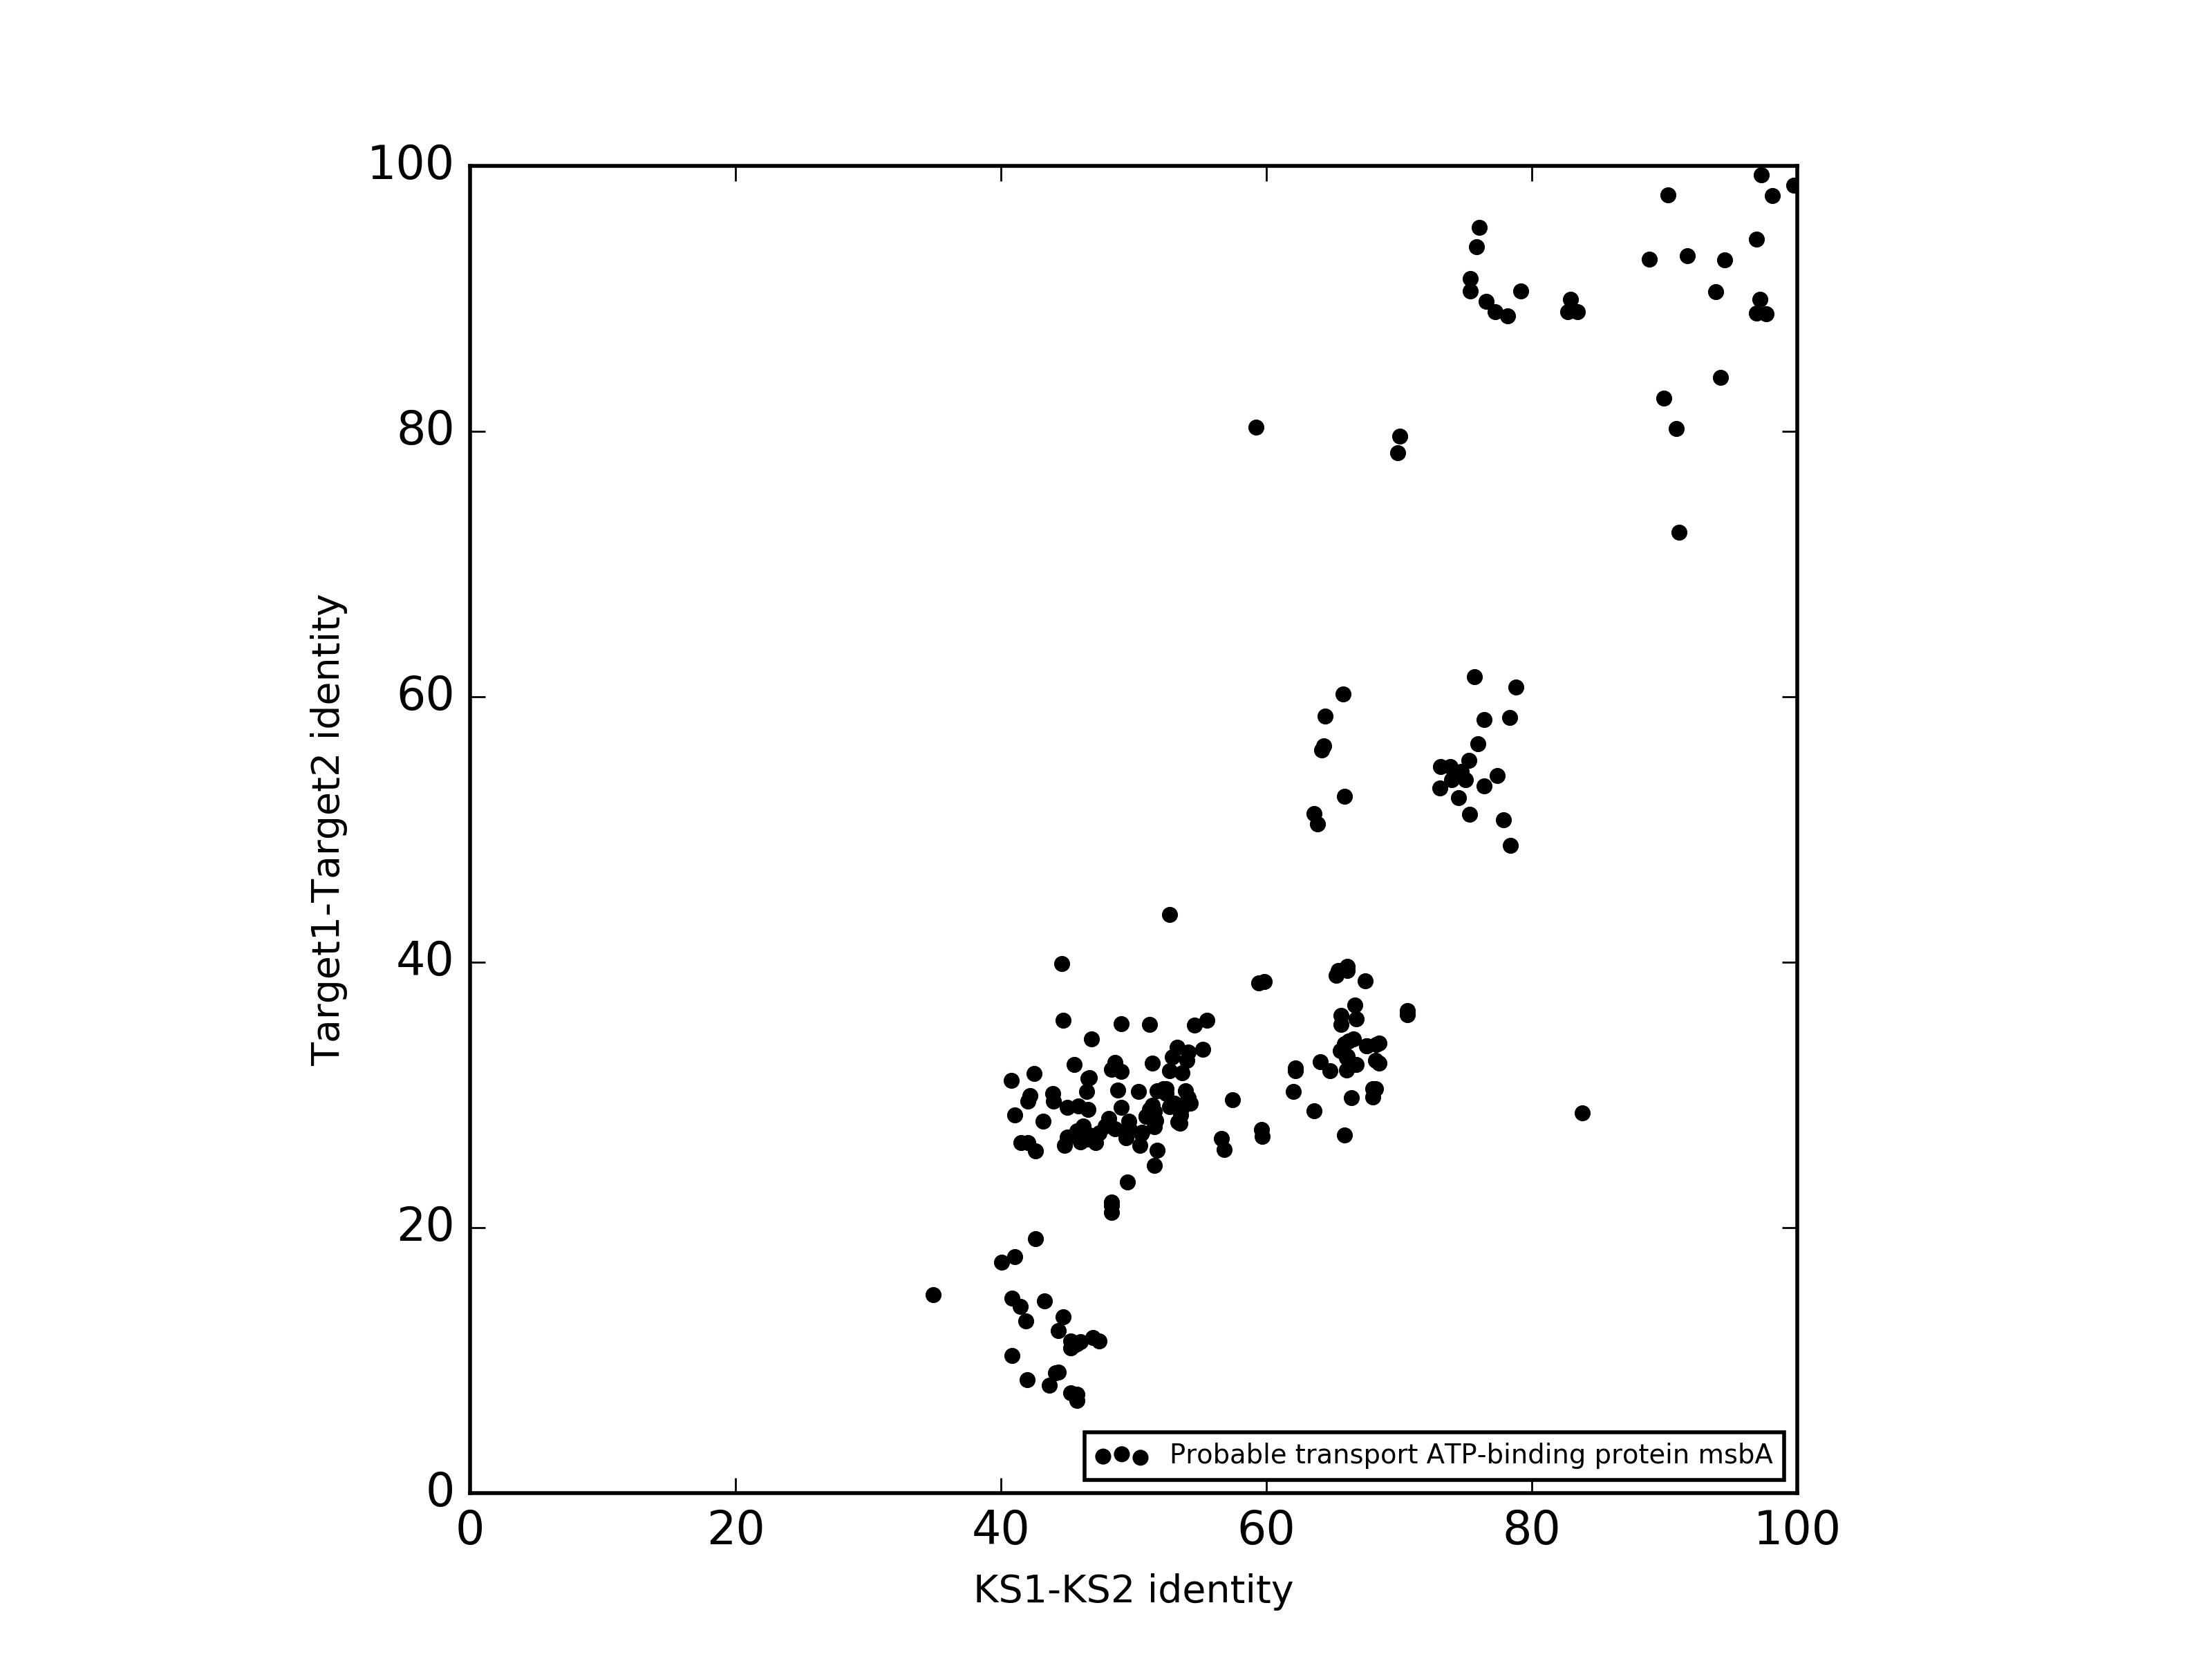 100
80
60
40
20
0
Target1-Target2 identity
Probable transport ATP-binding protein msbA
0 20 40 60 80 100
KS1-KS2 identity